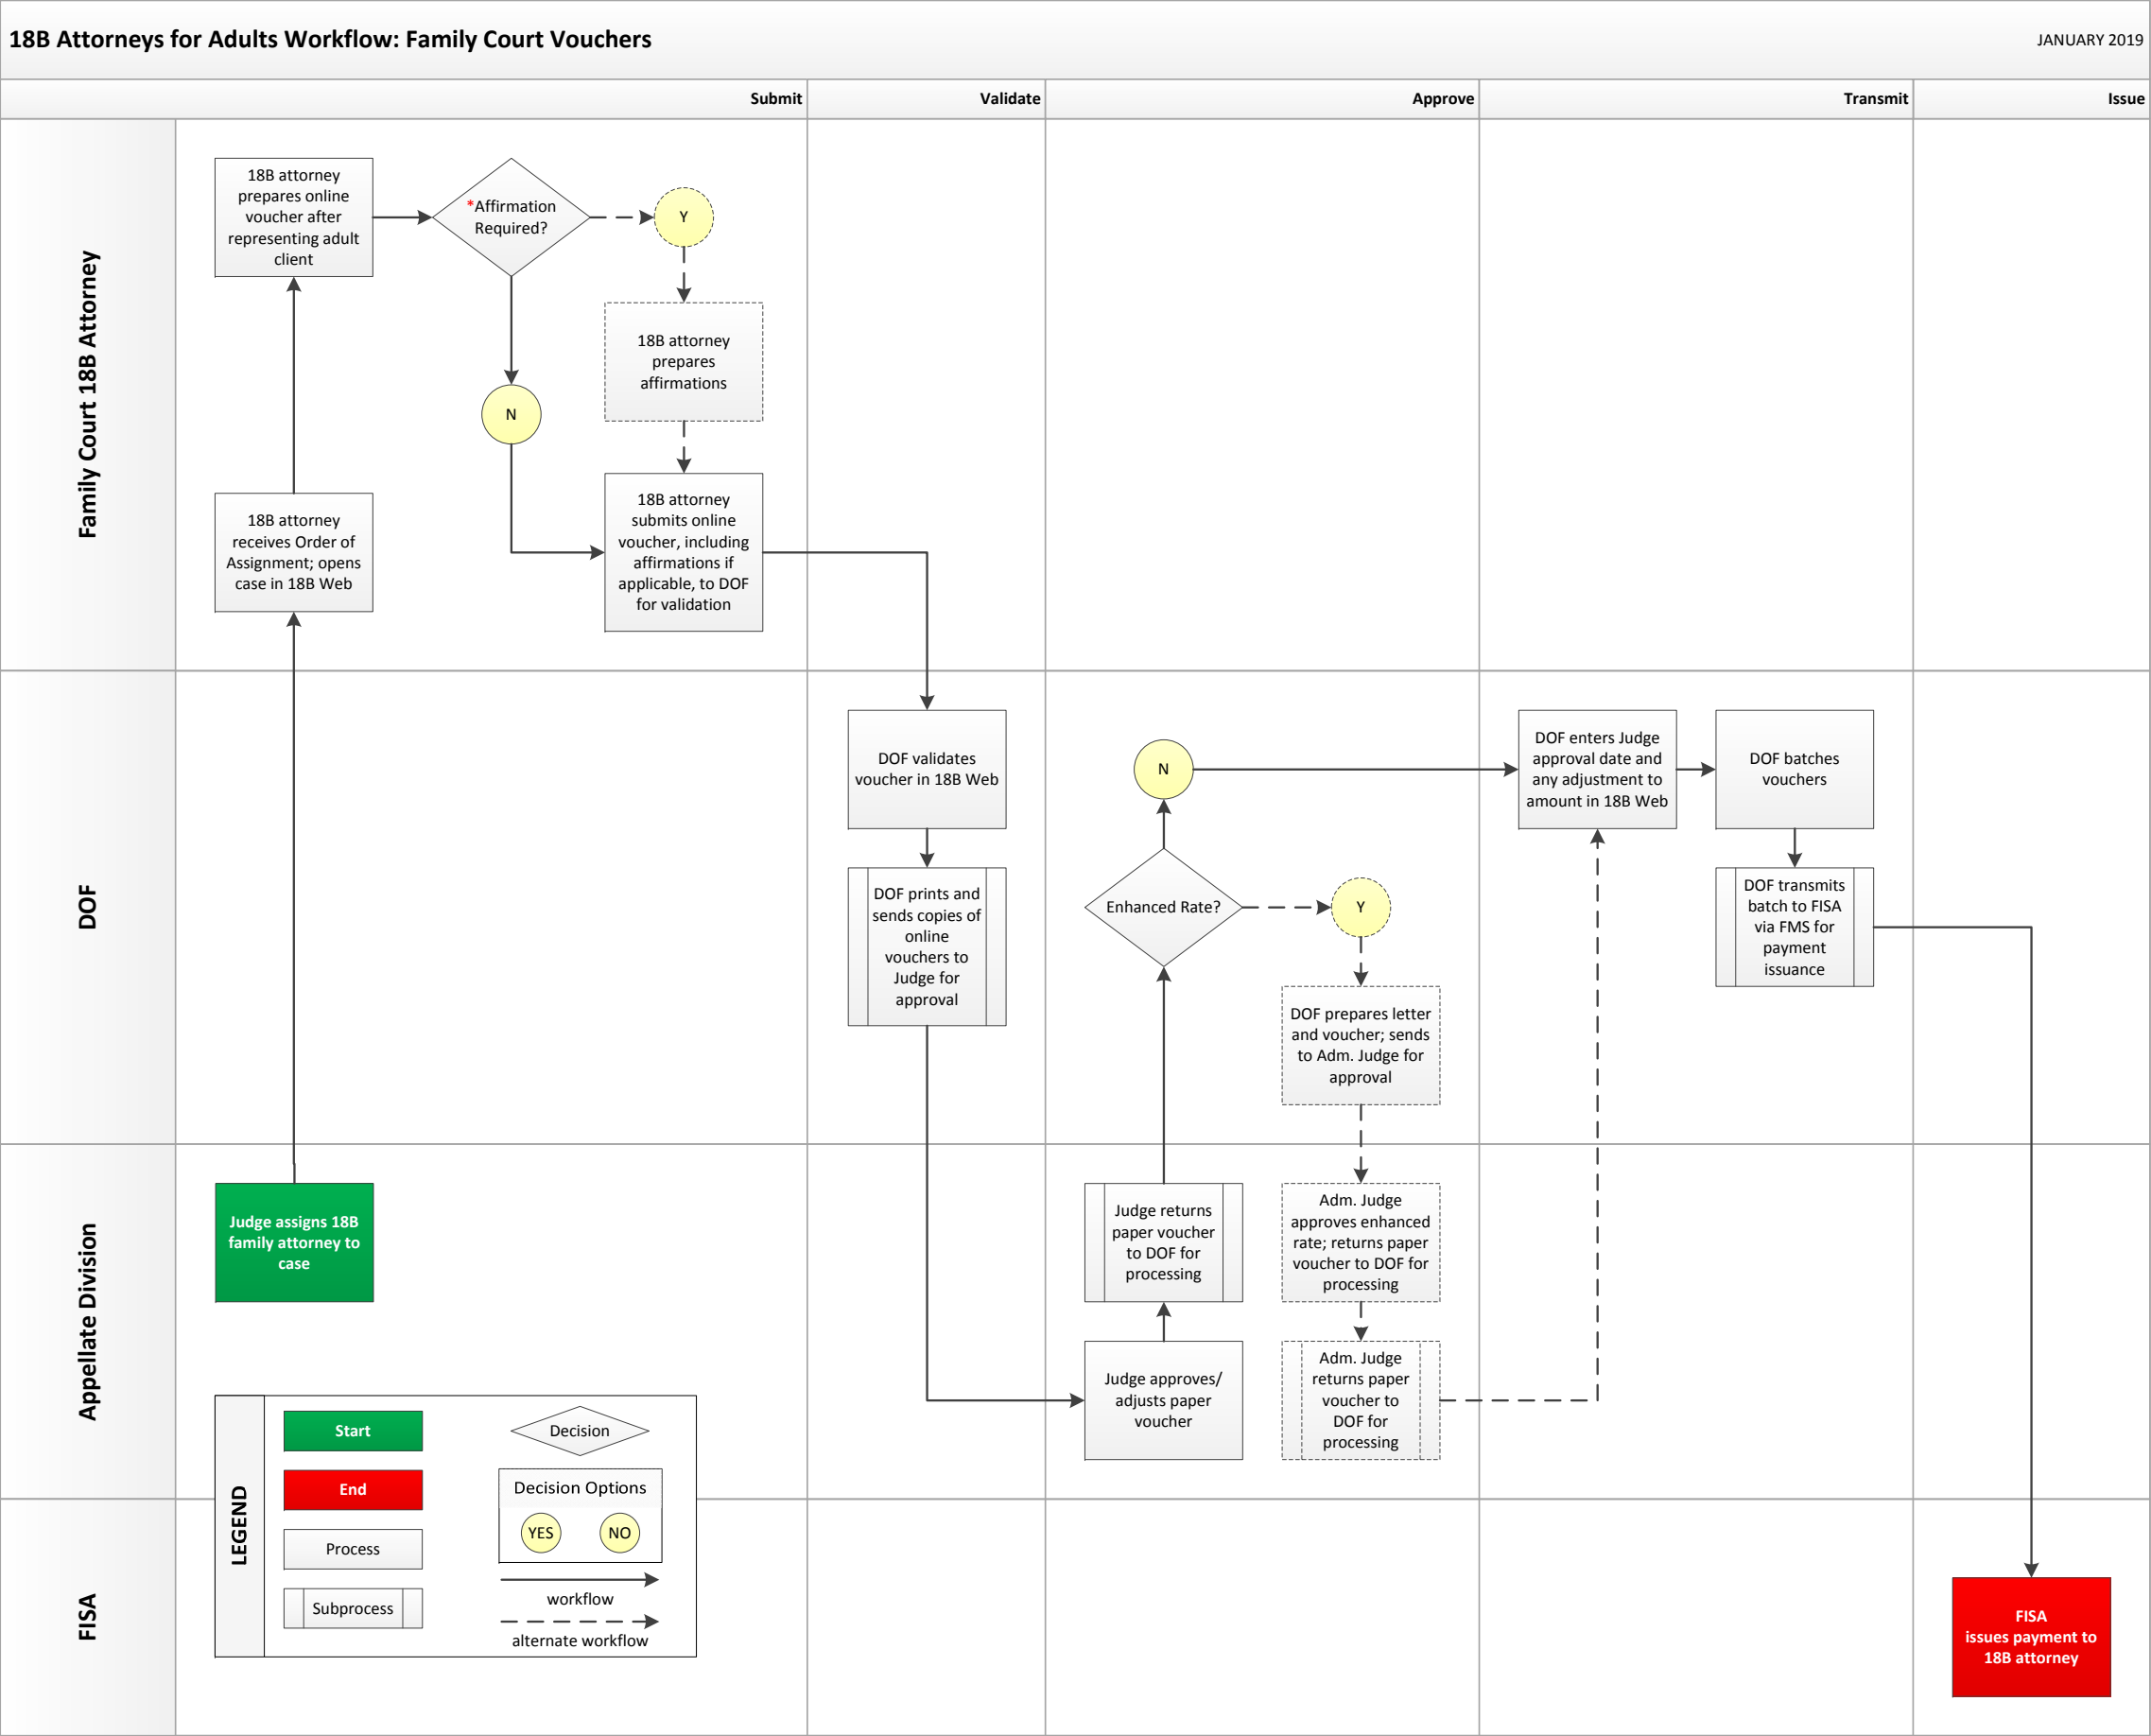 18B Attorneys for Adults Workflow: Family Court Vouchers
JANUARY 2019
Submit
Validate
Approve
Transmit
Issue
Family Court 18B Attorney
18B attorney
prepares online
voucher after
representing adult
client
*Affirmation
Required?
Y
18B attorney
prepares
affirmations
N
18B attorney
receives Order of
Assignment; opens
case in 18B Web
18B attorney
submits online
voucher, including
affirmations if
applicable, to DOF
for validation
DOF
DOF validates
voucher in 18B Web
DOF prints and
sends copies of
online
vouchers to
Judge for
approval
N
Enhanced Rate?
Y
DOF prepares letter
and voucher; sends
to Adm. Judge for
approval
DOF enters Judge
approval date and
any adjustment to
amount in 18B Web
DOF batches
vouchers
DOF transmits
batch to FISA
via FMS for
payment
issuance
Appellate Division
Judge assigns 18B
family attorney to
case
Judge returns
paper voucher
to DOF for
processing
Adm. Judge
approves enhanced
rate; returns paper
voucher to DOF for
processing
Judge approves/
adjusts paper
voucher
Adm. Judge
returns paper
voucher to
DOF for
processing
LEGEND
Start
End
Process
Subprocess
Decision
Decision Options
YES
NO
workflow
alternate workflow
FISA
FISA
issues payment to
18B attorney